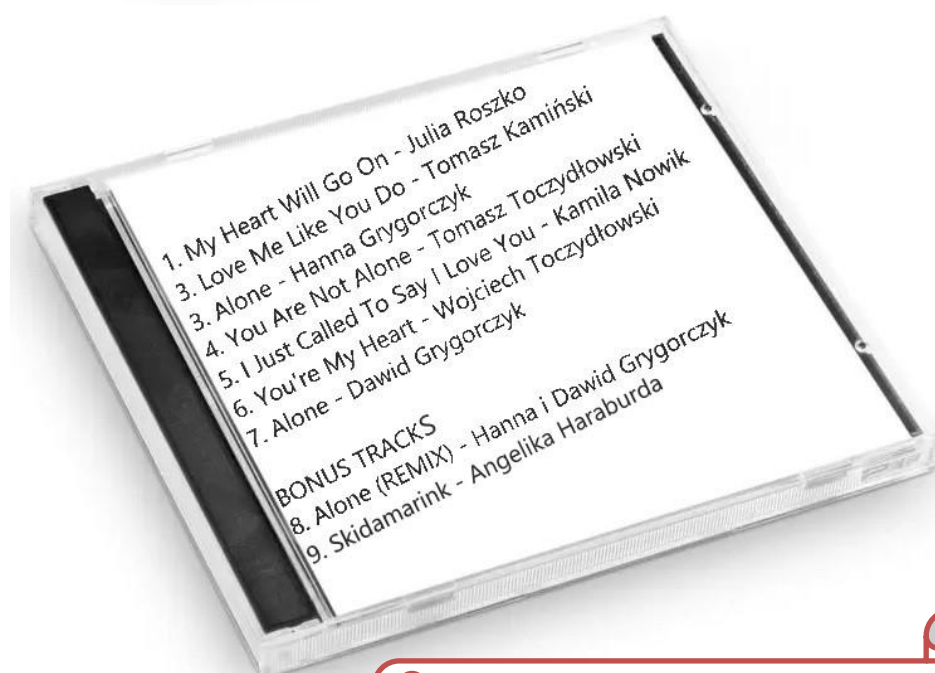 1. My Heart Will Go On - Julia Roszko
3. Love Me Like You Do - Tomasz Kamiński
3. Alone - Hanna Grygorczyk
4. You Are Not Alone - Tomasz Toczydłowski
5. I Just Called To Say I Love You - Kamila Nowik
6. You're My Heart - Wojciech Toczydłowski
7. Alone - Dawid Grygorczyk
BONUS TRACKS
8. Alone (REMIX) - Hanna i Dawid Grygorczyk
9. Skidamarink - Angelika Haraburda